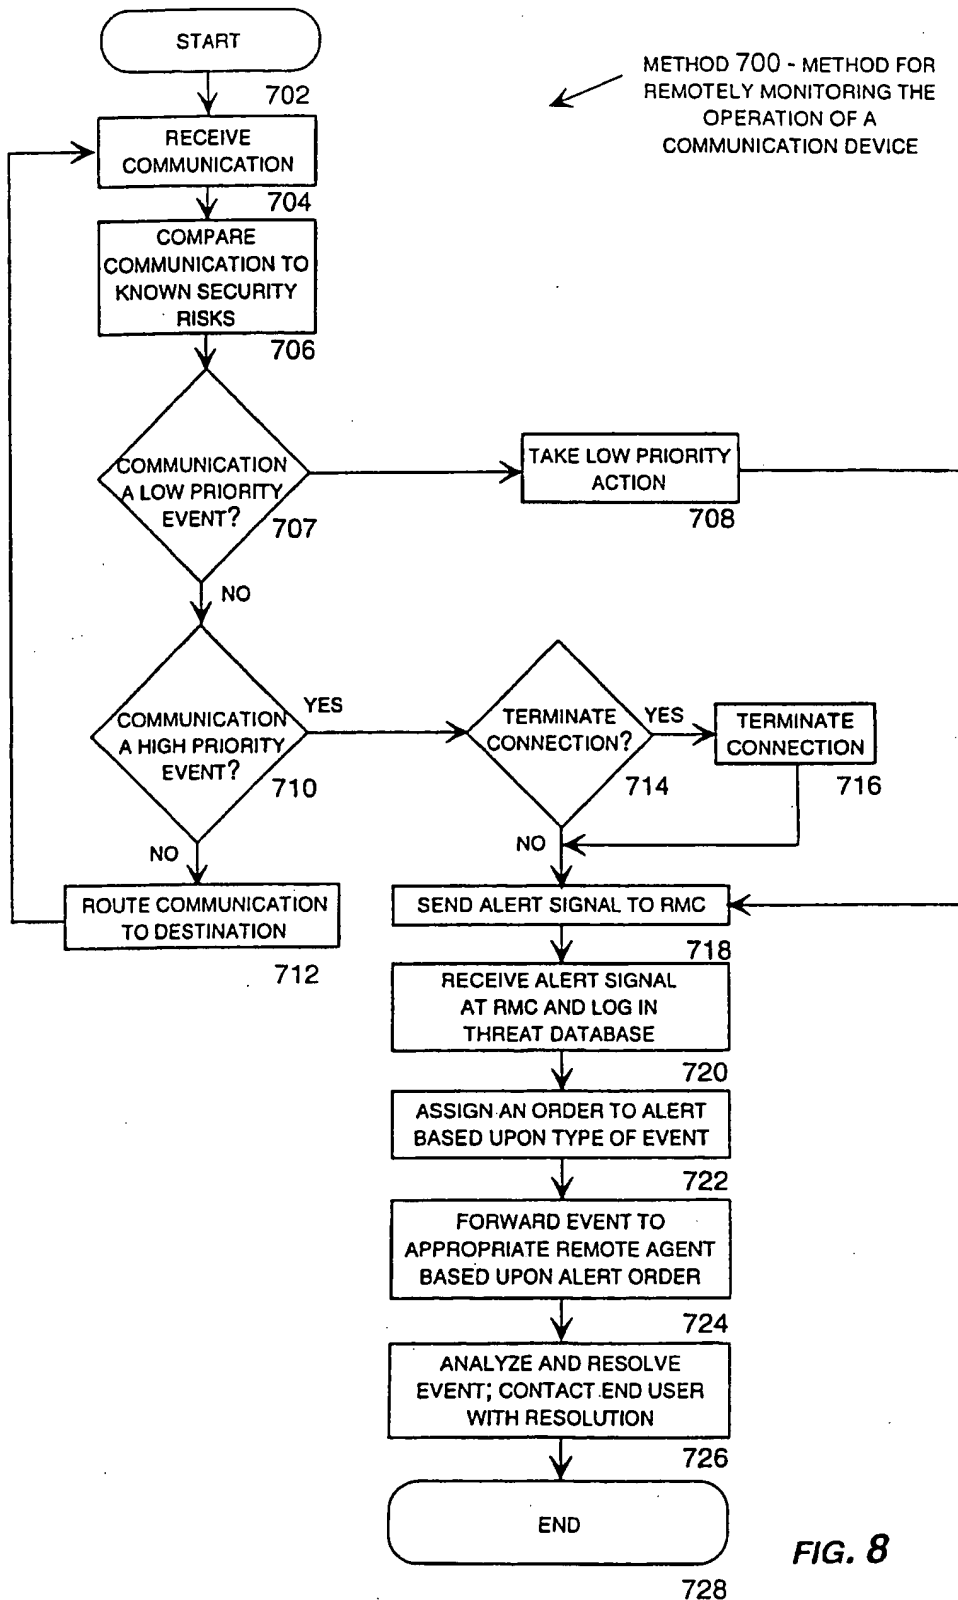 START
METHOD 700 - METHOD FOR
REMOTELY MONITORING THE
OPERATION OF A
COMMUNICATION DEVICE
702
RECEIVE
COMMUNICATION
704
COMPARE
COMMUNICATION TO
KNOWN SECURITY
RISKS
706
COMMUNICATION
A LOW PRIORITY
EVENT?
707
TAKE LOW PRIORITY
ACTION
708
NO
COMMUNICATION
A HIGH PRIORITY
EVENT?
710
YES
TERMINATE
CONNECTION?
714
YES
TERMINATE
CONNECTION
716
NO
NO
ROUTE COMMUNICATION
TO DESTINATION
712
SEND ALERT SIGNAL TO RMC
718
RECEIVE ALERT SIGNAL
AT RMC AND LOG IN
THREAT DATABASE
720
ASSIGN AN ORDER TO ALERT
BASED UPON TYPE OF EVENT
722
FORWARD EVENT TO
APPROPRIATE REMOTE AGENT
BASED UPON ALERT ORDER
724
ANALYZE AND RESOLVE
EVENT; CONTACT END USER
WITH RESOLUTION
726
END
728
FIG. 8